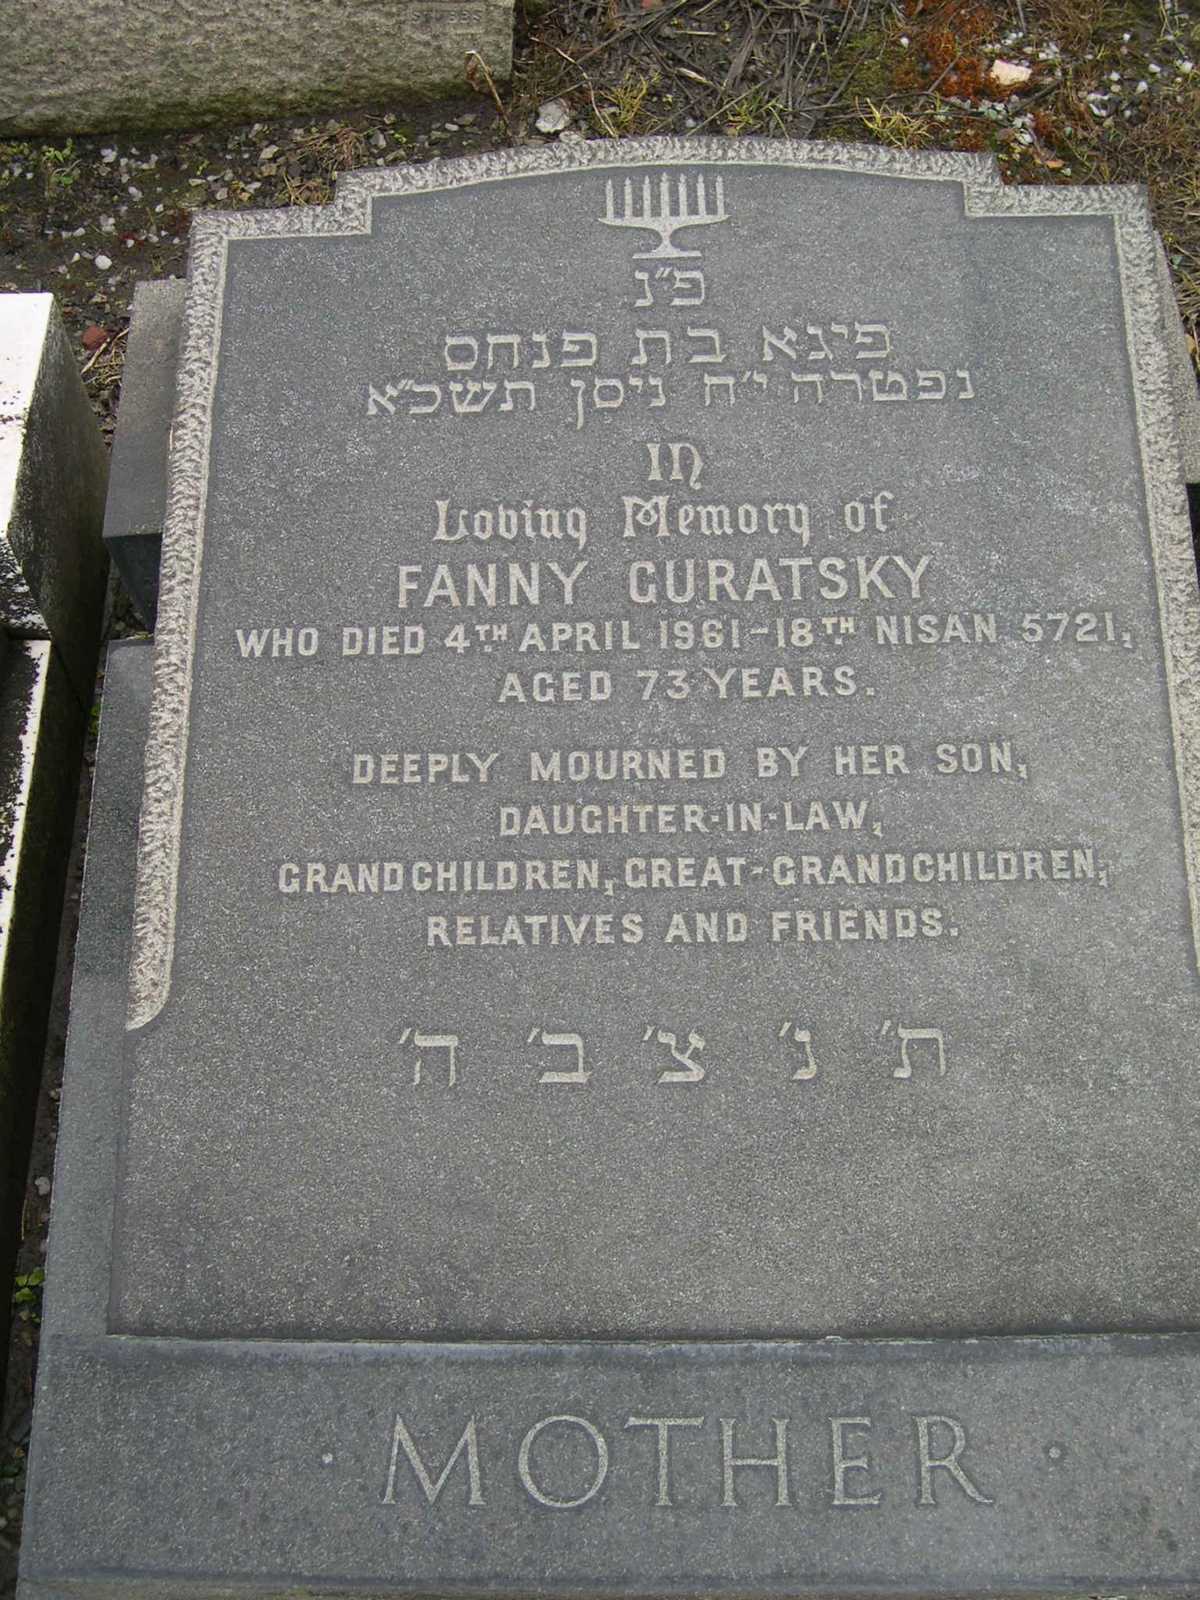 STUBBS
פ״נ
פיגא בת פנחס
נפטרה י״ח ניסן תשכ״א
In
Loving Memory of
FANNY GURATSKY
WHO DIED 4TH APRIL 1961-18TH NISAN 5721,
AGED 73 YEARS.
DEEPLY MOURNED BY HER SON,
DAUGHTER-IN-LAW,
GRANDCHILDREN, GREAT-GRANDCHILDREN,
RELATIVES AND FRIENDS.
ת׳ נ׳ צ׳ ב׳ ה׳
· MOTHER ·